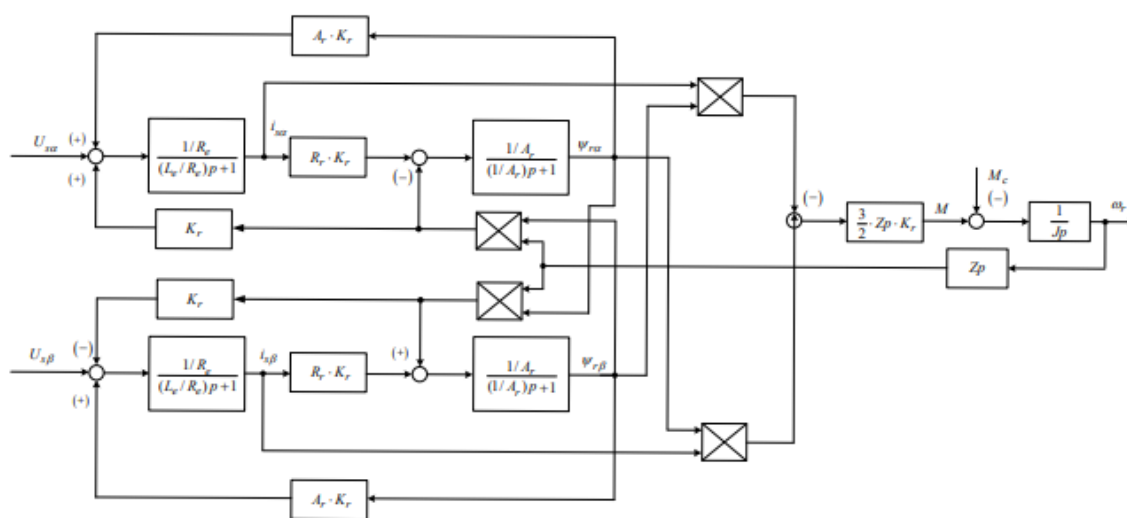 A_r · K_r
(+)
U_sα
(+)
1/R_e
(L_e/R_e)p+1
i_sα
R_r · K_r
(−)
1/A_r
(1/A_r)p+1
ψ_rα
K_r
(−)
3/2 · Zp · K_r
M
M_c
(−)
1
Jp
ω_r
Zp
K_r
U_sβ
(−)
(+)
1/R_e
(L_e/R_e)p+1
i_sβ
R_r · K_r
(+)
1/A_r
(1/A_r)p+1
ψ_rβ
A_r · K_r